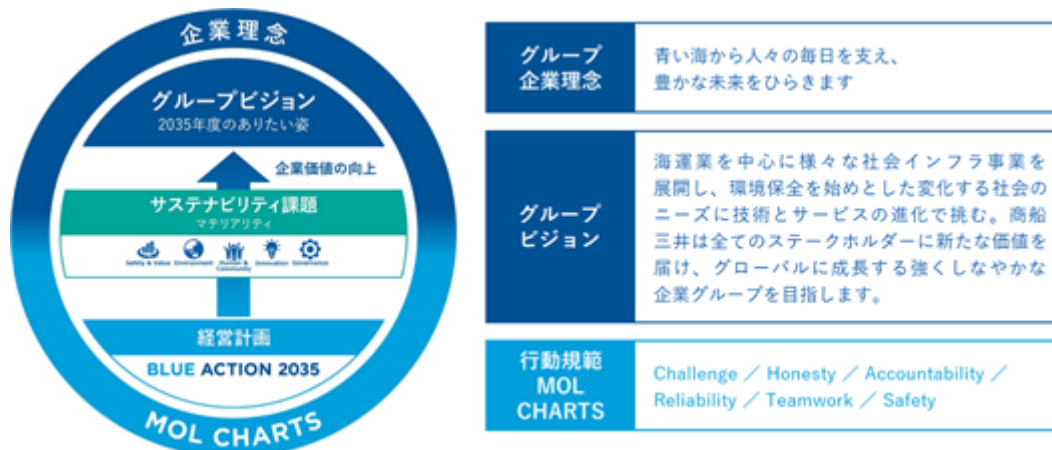 企業理念
グループビジョン
2035年度のありたい姿
企業価値の向上
サステナビリティ課題
マテリアリティ
Safety & Value
Environment
Human &
Community
Innovation
Governance
経営計画
BLUE ACTION 2035
MOL CHARTS
グループ
企業理念
青い海から人々の毎日を支え、
豊かな未来をひらきます
グループ
ビジョン
海運業を中心に様々な社会インフラ事業を
展開し、環境保全を始めとした変化する社会の
ニーズに技術とサービスの進化で挑む。商船
三井は全てのステークホルダーに新たな価値を
届け、グローバルに成長する強くしなやかな
企業グループを目指します。
行動規範
MOL
CHARTS
Challenge ／ Honesty ／ Accountability ／
Reliability ／ Teamwork ／ Safety